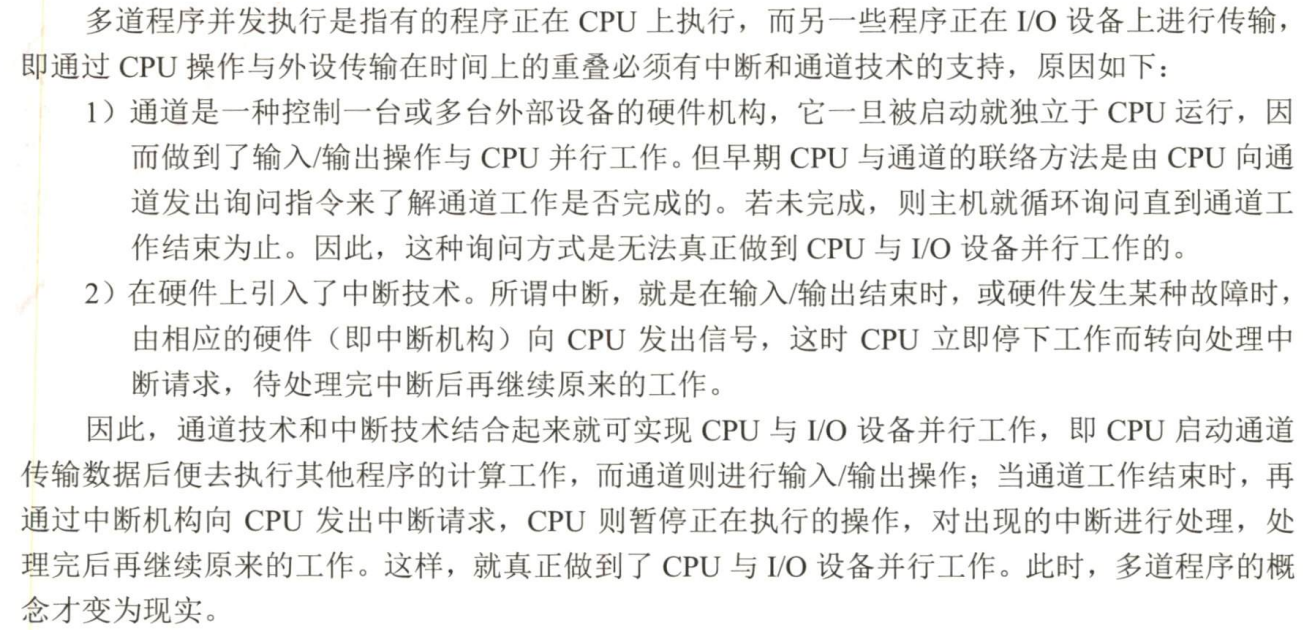 多道程序并发执行是指有的程序正在 CPU 上执行，而另一些程序正在 I/O 设备上进行传输，
即通过 CPU 操作与外设传输在时间上的重叠必须有中断和通道技术的支持，原因如下：
1）通道是一种控制一台或多台外部设备的硬件机构，它一旦被启动就独立于 CPU 运行，因
而做到了输入/输出操作与 CPU 并行工作。但早期 CPU 与通道的联络方法是由 CPU 向通
道发出询问指令来了解通道工作是否完成的。若未完成，则主机就循环询问直到通道工
作结束为止。因此，这种询问方式是无法真正做到 CPU 与 I/O 设备并行工作的。
2）在硬件上引入了中断技术。所谓中断，就是在输入/输出结束时，或硬件发生某种故障时，
由相应的硬件（即中断机构）向 CPU 发出信号，这时 CPU 立即停下工作而转向处理中
断请求，待处理完中断后再继续原来的工作。
因此，通道技术和中断技术结合起来就可实现 CPU 与 I/O 设备并行工作，即 CPU 启动通道
传输数据后便去执行其他程序的计算工作，而通道则进行输入/输出操作；当通道工作结束时，再
通过中断机构向 CPU 发出中断请求，CPU 则暂停正在执行的操作，对出现的中断进行处理，处
理完后再继续原来的工作。这样，就真正做到了 CPU 与 I/O 设备并行工作。此时，多道程序的概
念才变为现实。